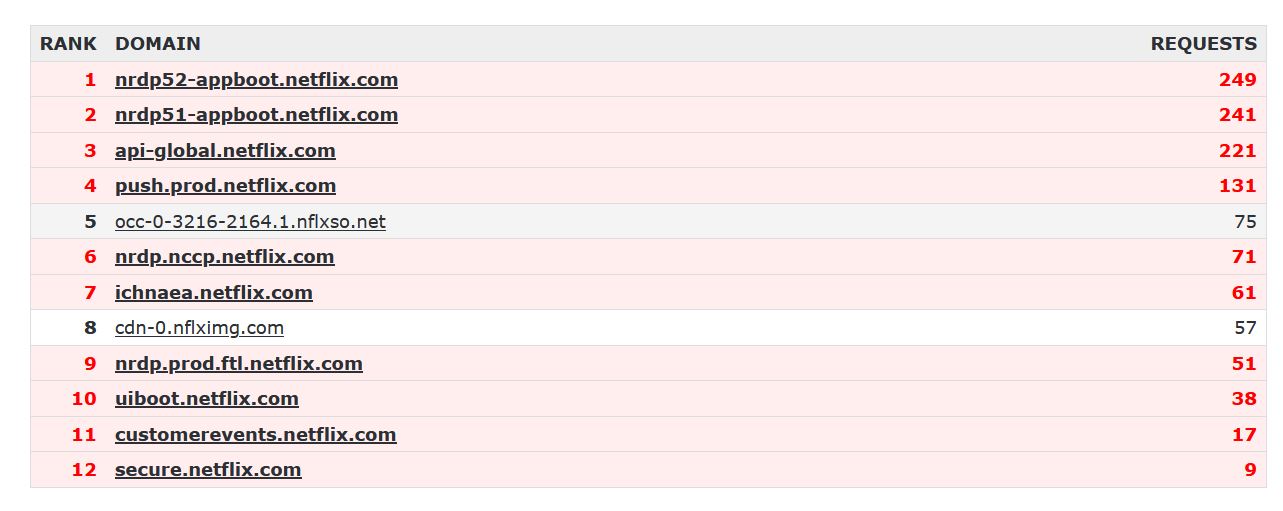 RANK DOMAIN REQUESTS
1 nrdp52-appboot.netflix.com 249
2 nrdp51-appboot.netflix.com 241
3 api-global.netflix.com 221
4 push.prod.netflix.com 131
5 occ-0-3216-2164.1.nflxso.net 75
6 nrdp.nccp.netflix.com 71
7 ichnaea.netflix.com 61
8 cdn-0.nflximg.com 57
9 nrdp.prod.ftl.netflix.com 51
10 uiboot.netflix.com 38
11 customerevents.netflix.com 17
12 secure.netflix.com 9